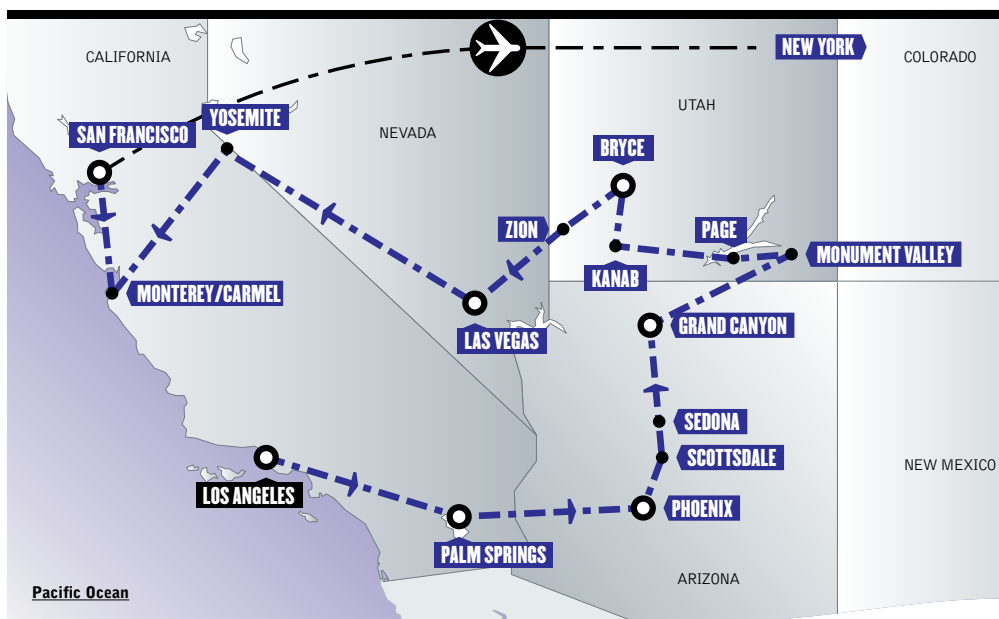 NEW YORK
CALIFORNIA
COLORADO
UTAH
YOSEMITE
SAN FRANCISCO
NEVADA
BRYCE
ZION
PAGE
MONUMENT VALLEY
KANAB
MONTEREY/CARMEL
GRAND CANYON
LAS VEGAS
SEDONA
SCOTTSDALE
NEW MEXICO
LOS ANGELES
PHOENIX
PALM SPRINGS
ARIZONA
Pacific Ocean